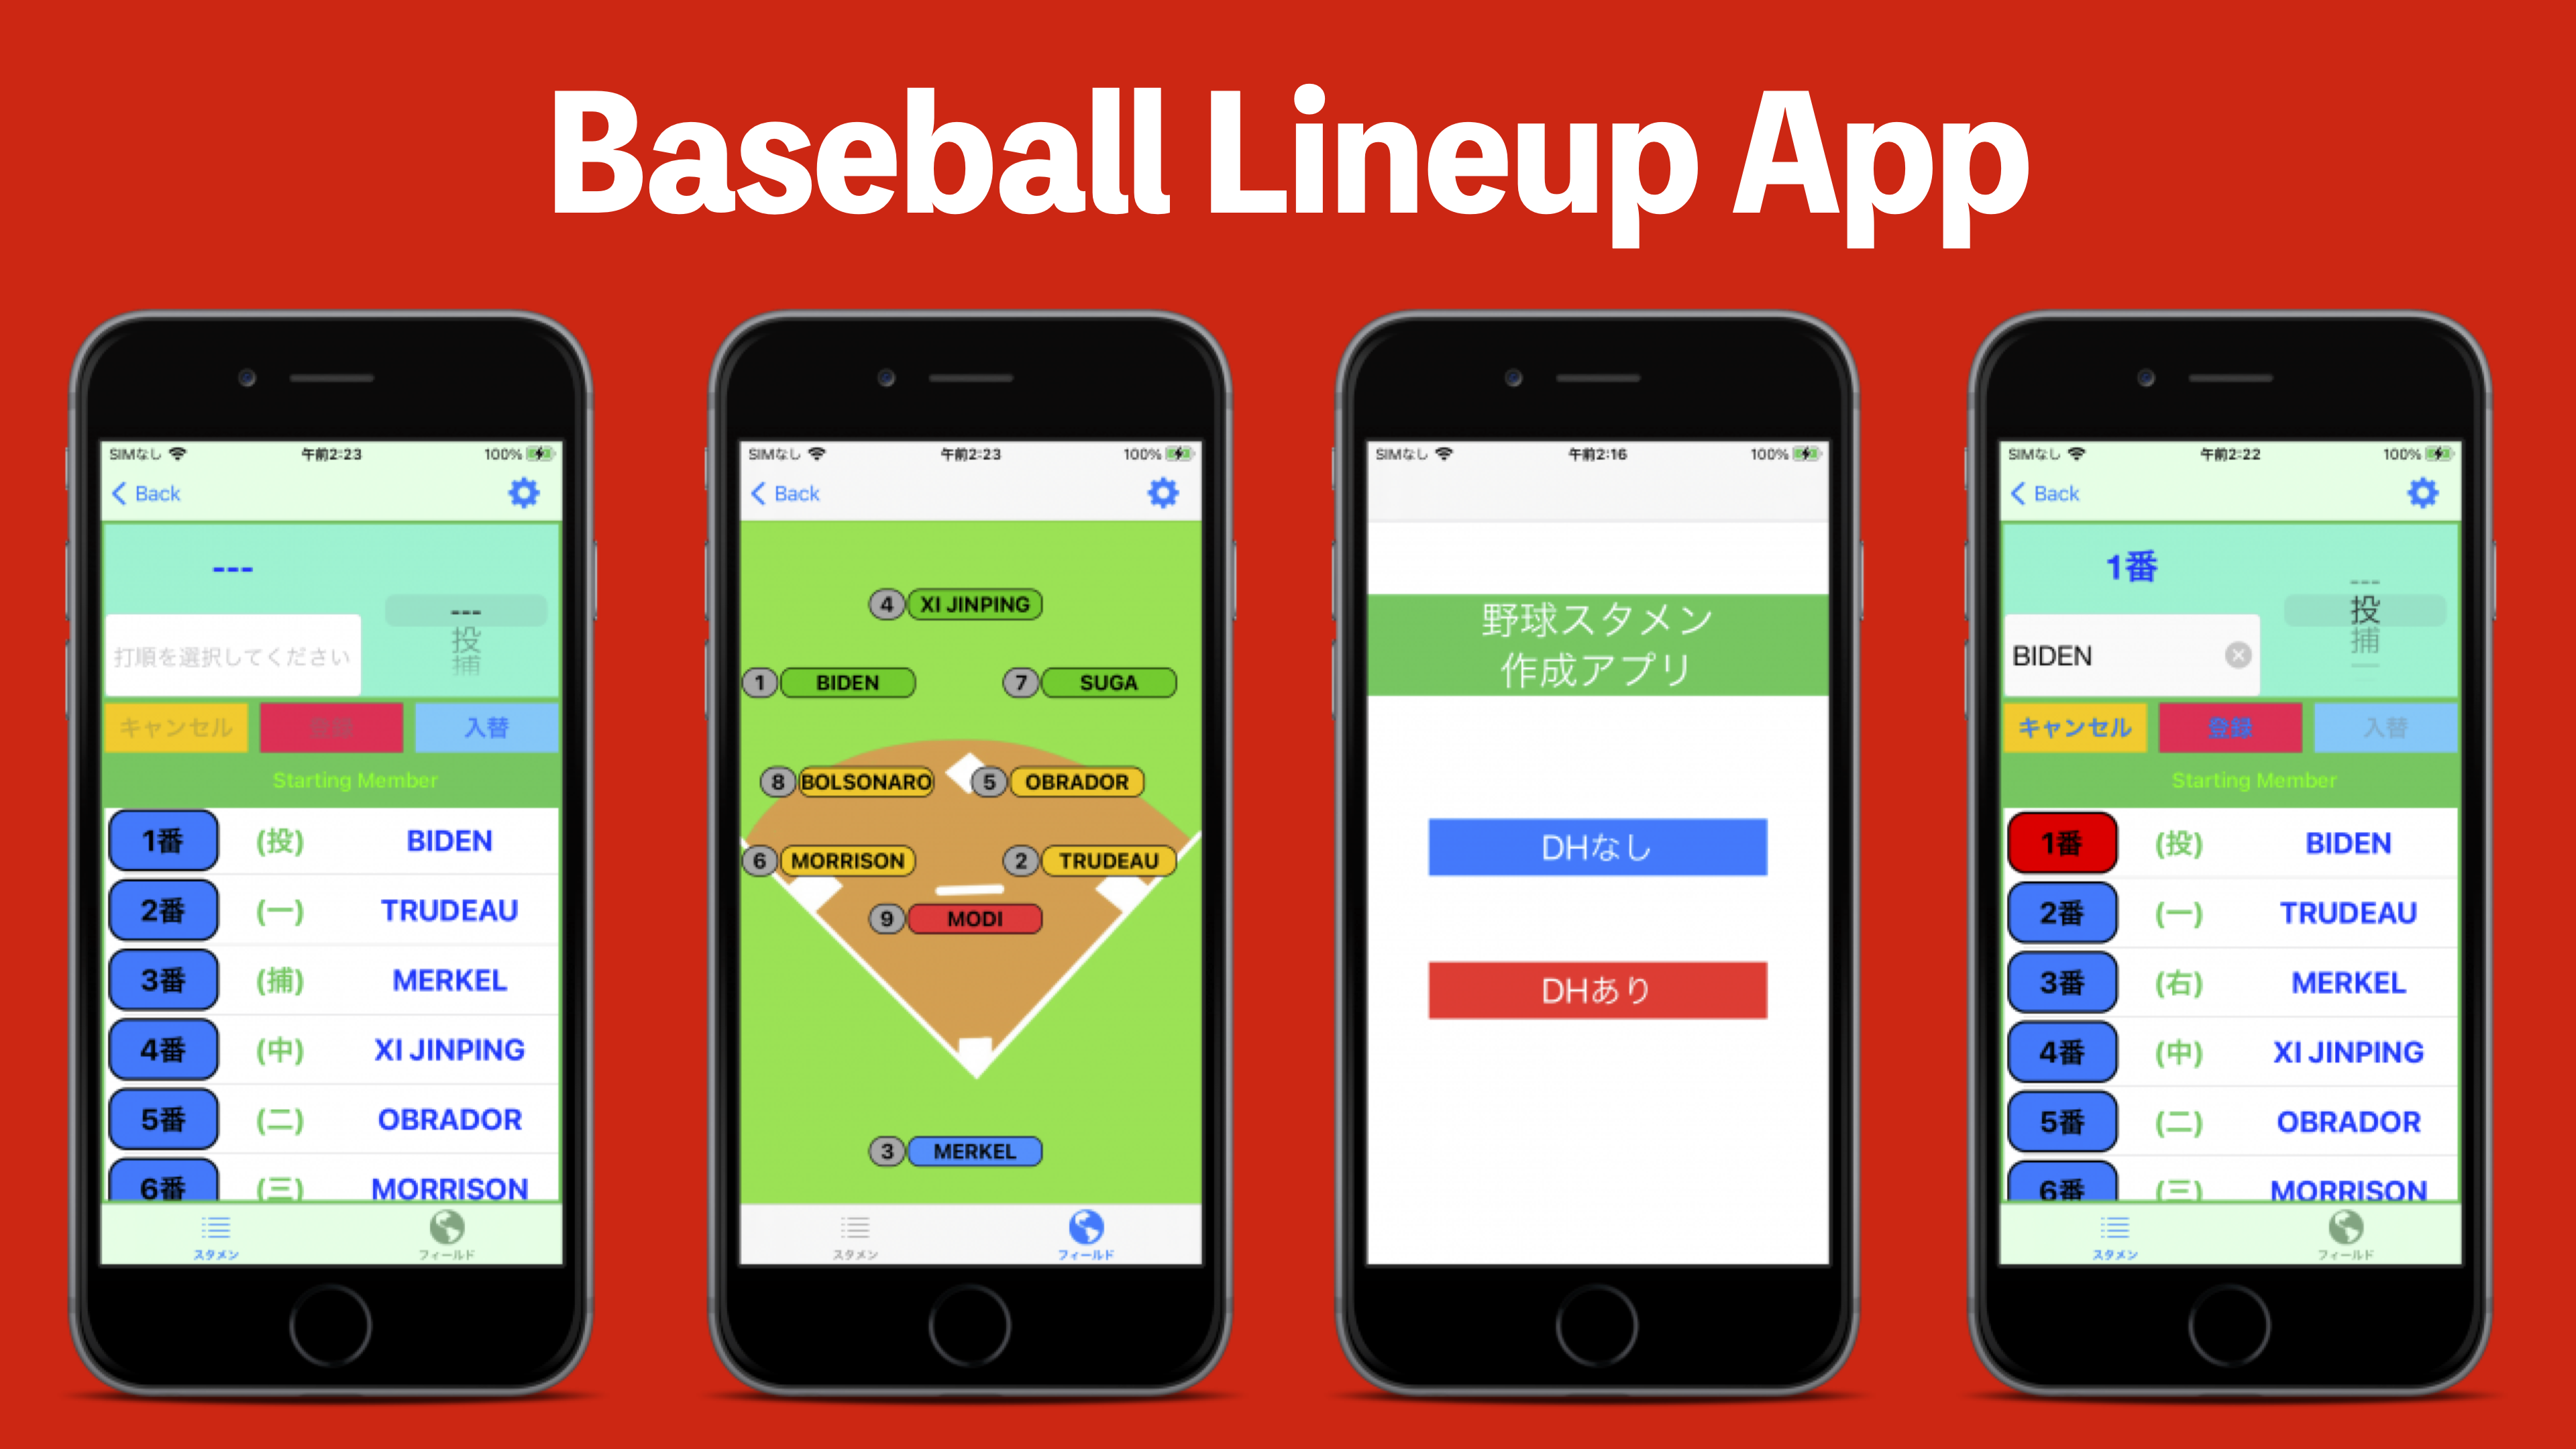 Baseball Lineup App
SIMなし 午前2:23 100%
Back
---
---
打順を選択してください
投
捕
キャンセル 登録 入替
Starting Member
1番 (投) BIDEN
2番 (一) TRUDEAU
3番 (捕) MERKEL
4番 (中) XI JINPING
5番 (二) OBRADOR
6番 (三) MORRISON
スタメン フィールド
SIMなし 午前2:23 100%
Back
4 XI JINPING
1 BIDEN 7 SUGA
8 BOLSONARO 5 OBRADOR
6 MORRISON 2 TRUDEAU
9 MODI
3 MERKEL
スタメン フィールド
SIMなし 午前2:16 100%
野球スタメン
作成アプリ
DHなし
DHあり
SIMなし 午前2:22 100%
Back
1番
---
投
BIDEN
捕
一
キャンセル 登録 入替
Starting Member
1番 (投) BIDEN
2番 (一) TRUDEAU
3番 (右) MERKEL
4番 (中) XI JINPING
5番 (二) OBRADOR
6番 (三) MORRISON
スタメン フィールド